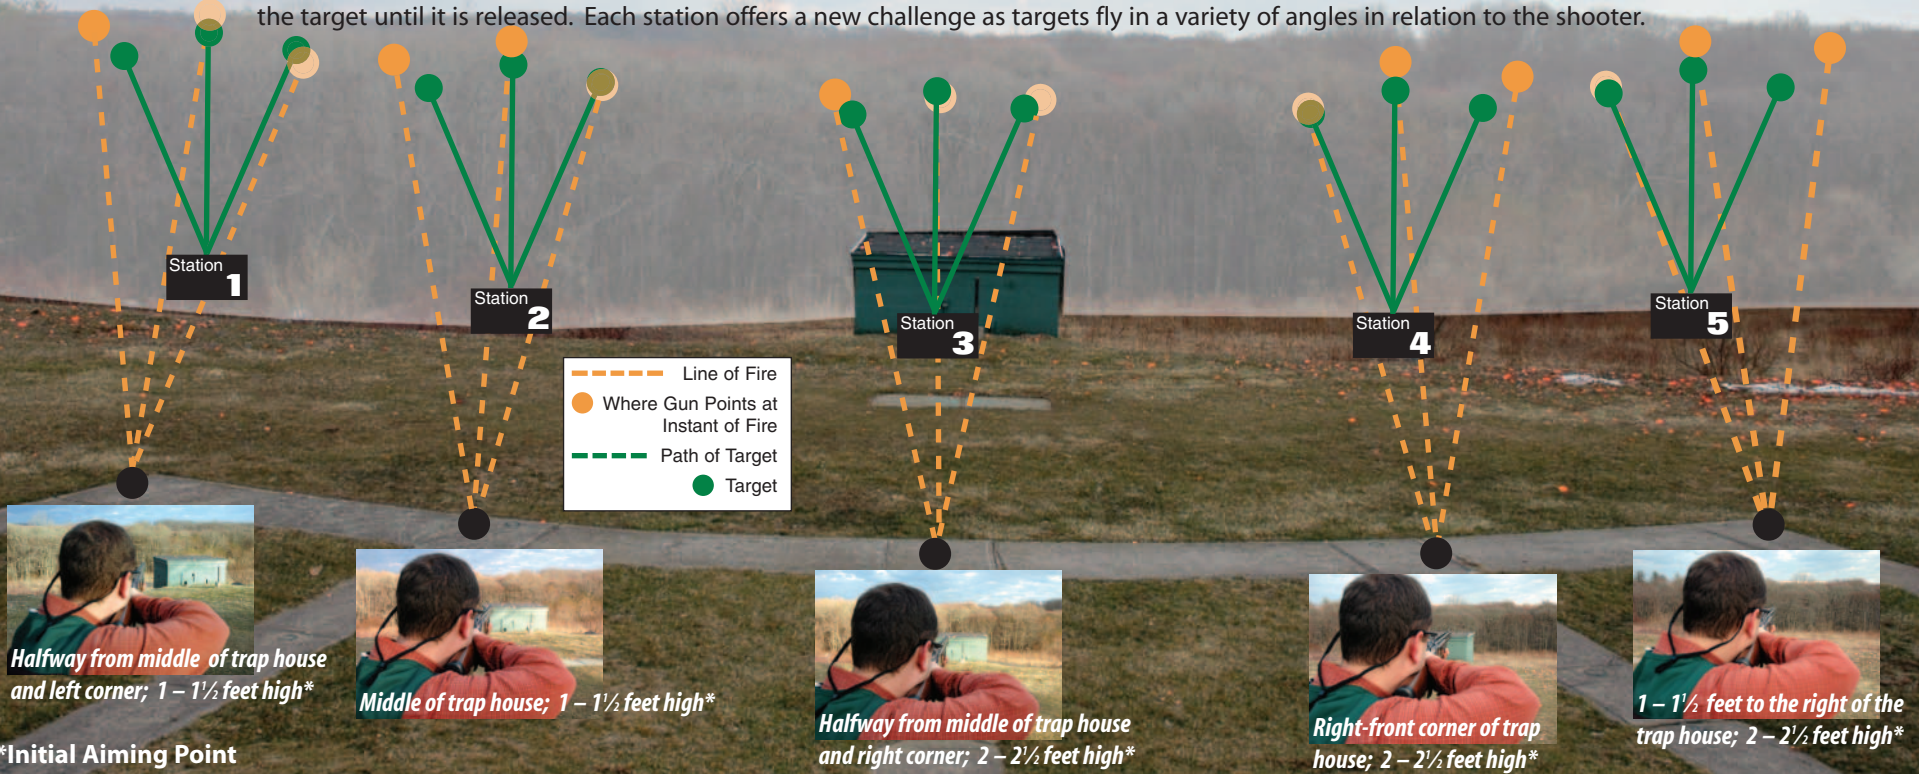 the target until it is released. Each station offers a new challenge as targets fly in a variety of angles in relation to the shooter.
Station
1
Station
2
Station
3
Station
4
Station
5
Line of Fire
Where Gun Points at
Instant of Fire
Path of Target
Target
Halfway from middle of trap house
and left corner; 1 – 1½ feet high*
Middle of trap house; 1 – 1½ feet high*
Halfway from middle of trap house
and right corner; 2 – 2½ feet high*
Right-front corner of trap
house; 2 – 2½ feet high*
1 – 1½ feet to the right of the
trap house; 2 – 2½ feet high*
*Initial Aiming Point